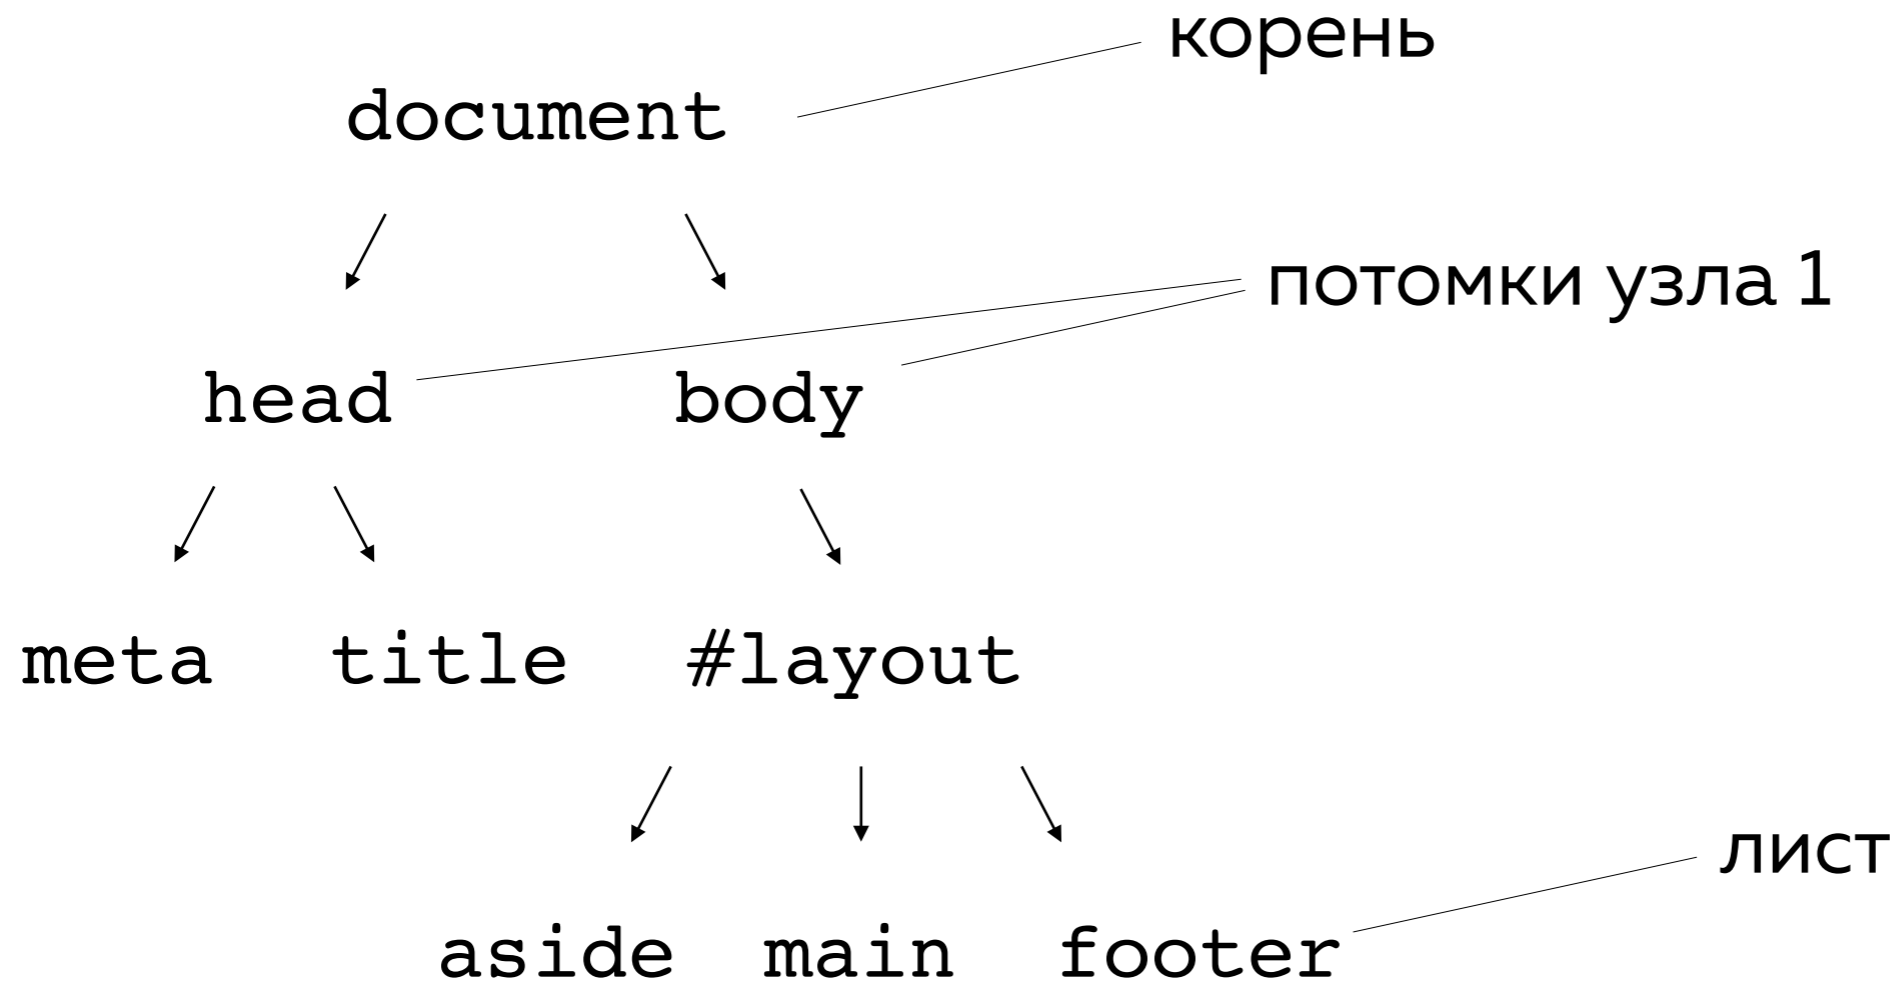 корень
document
потомки узла 1
head body
meta title #layout
лист
aside main footer